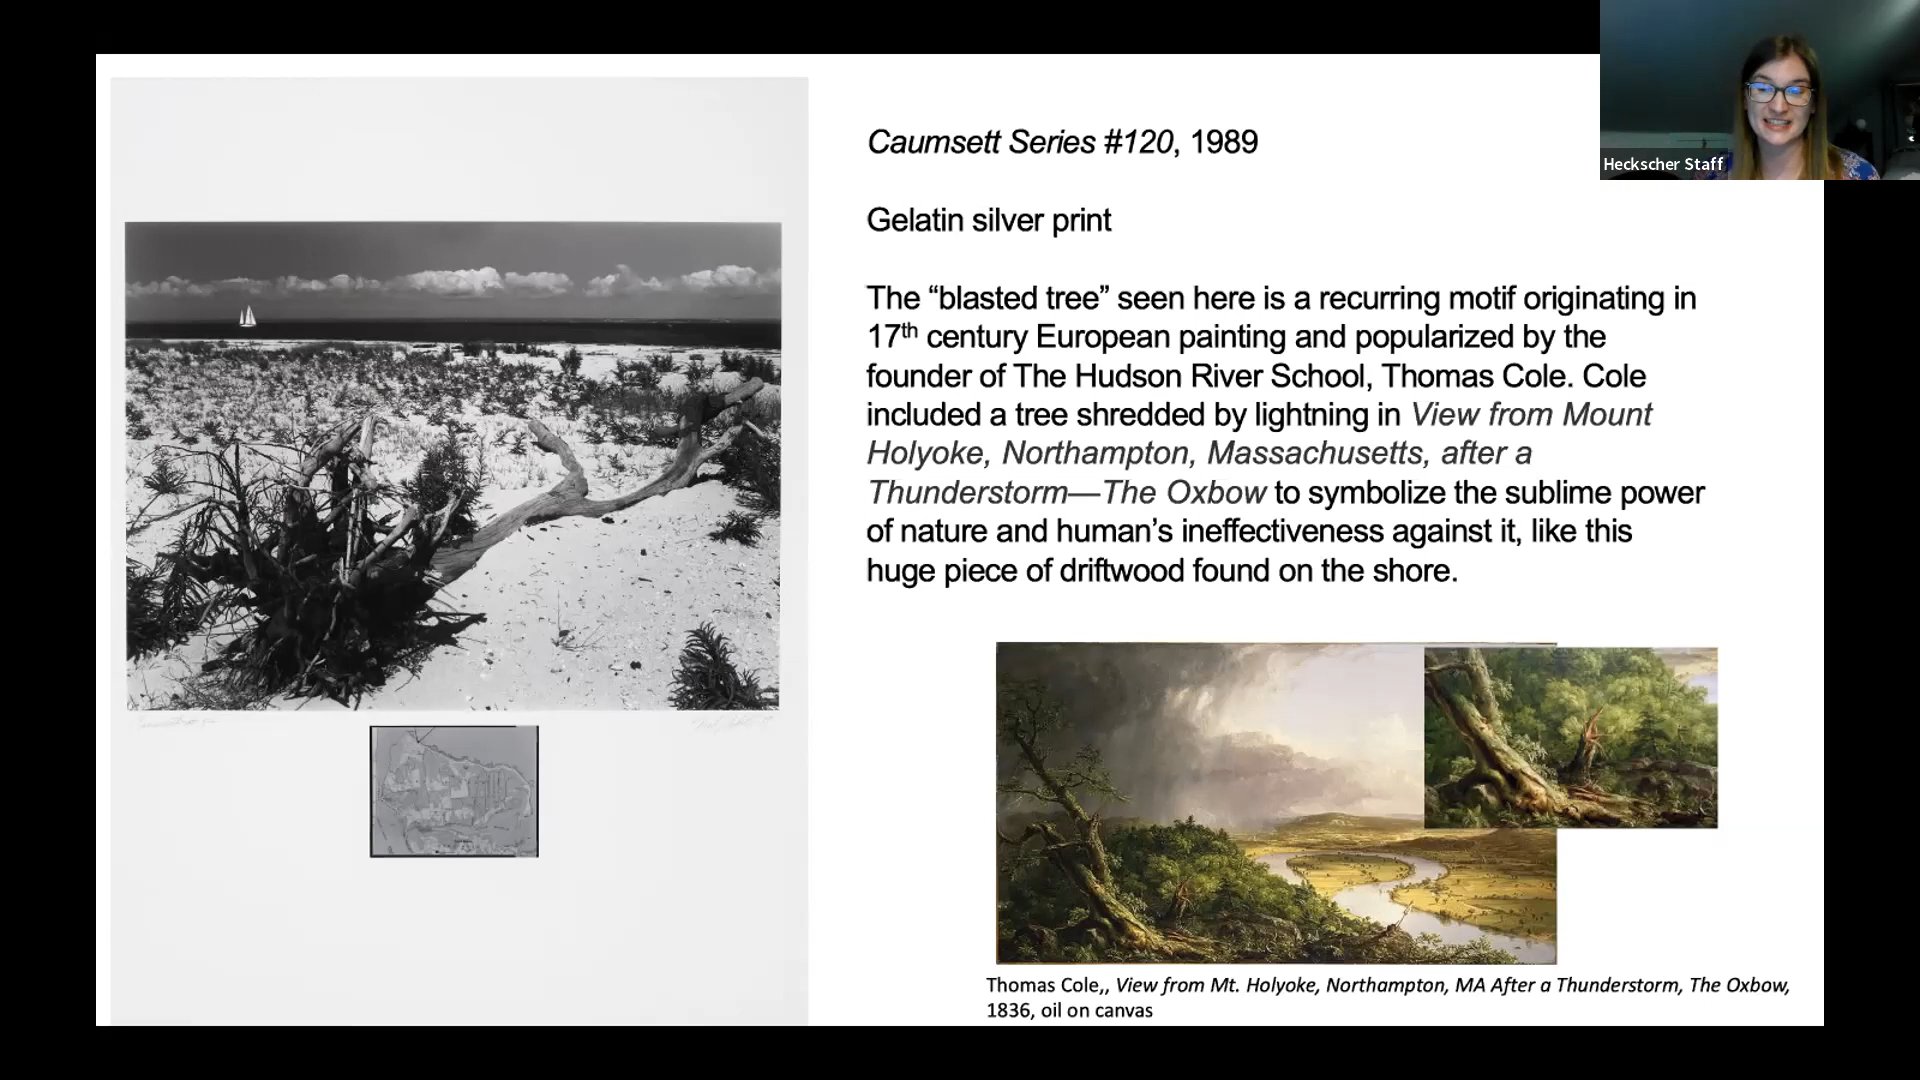 Heckscher Staff
Caumsett Series #120, 1989
Gelatin silver print
The “blasted tree” seen here is a recurring motif originating in
17th century European painting and popularized by the
founder of The Hudson River School, Thomas Cole. Cole
included a tree shredded by lightning in View from Mount
Holyoke, Northampton, Massachusetts, after a
Thunderstorm—The Oxbow to symbolize the sublime power
of nature and human’s ineffectiveness against it, like this
huge piece of driftwood found on the shore.
Thomas Cole,, View from Mt. Holyoke, Northampton, MA After a Thunderstorm, The Oxbow,
1836, oil on canvas